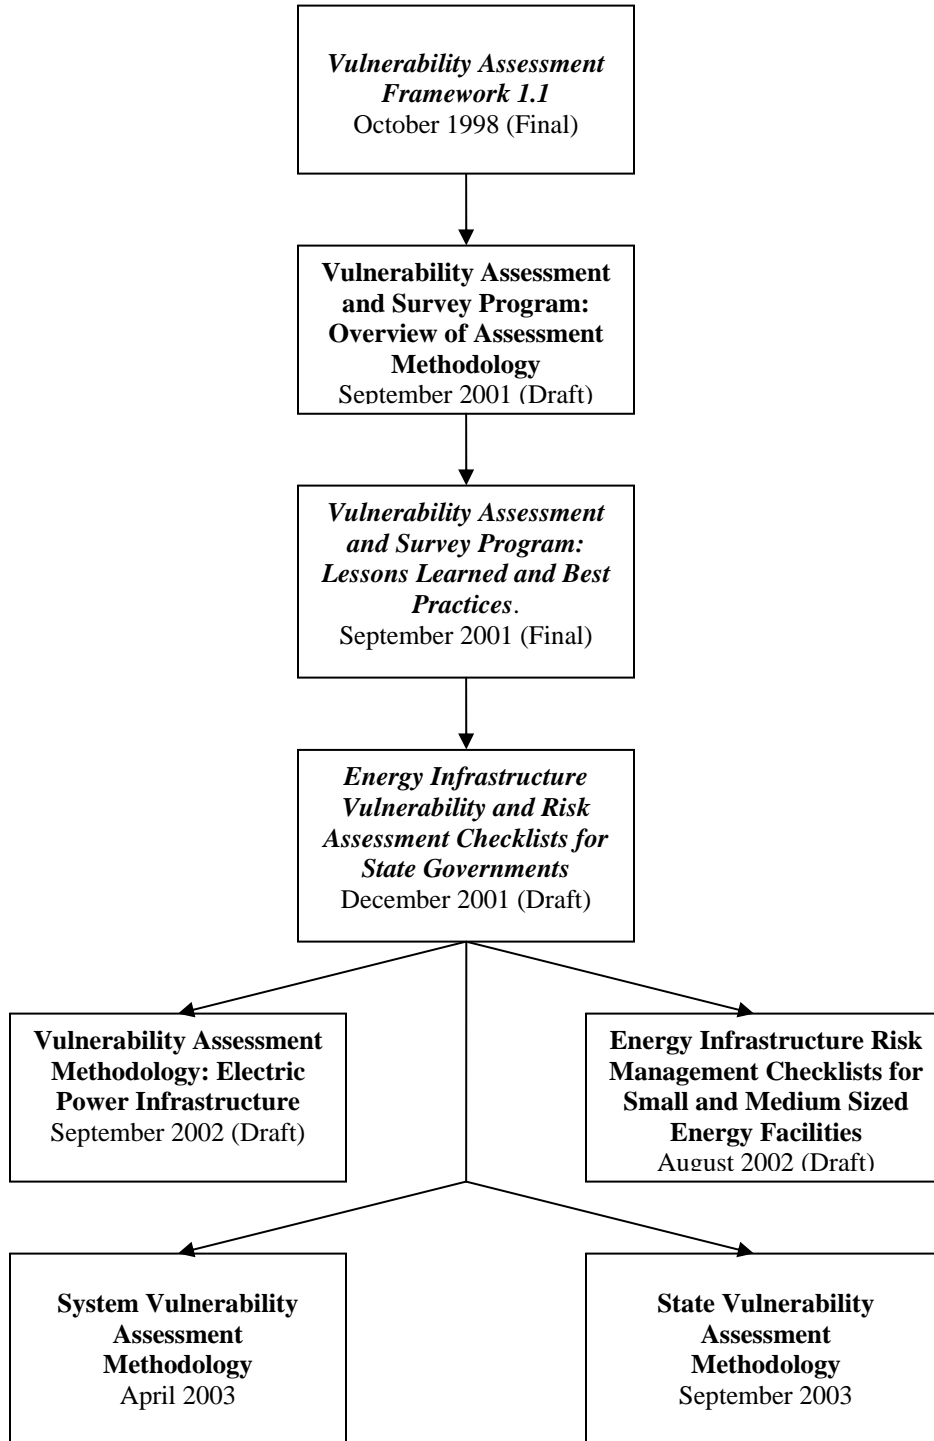 Vulnerability Assessment
Framework 1.1
October 1998 (Final)
Vulnerability Assessment
and Survey Program:
Overview of Assessment
Methodology
September 2001 (Draft)
Vulnerability Assessment
and Survey Program:
Lessons Learned and Best
Practices.
September 2001 (Final)
Energy Infrastructure
Vulnerability and Risk
Assessment Checklists for
State Governments
December 2001 (Draft)
Vulnerability Assessment
Methodology: Electric
Power Infrastructure
September 2002 (Draft)
Energy Infrastructure Risk
Management Checklists for
Small and Medium Sized
Energy Facilities
August 2002 (Draft)
System Vulnerability
Assessment
Methodology
April 2003
State Vulnerability
Assessment
Methodology
September 2003